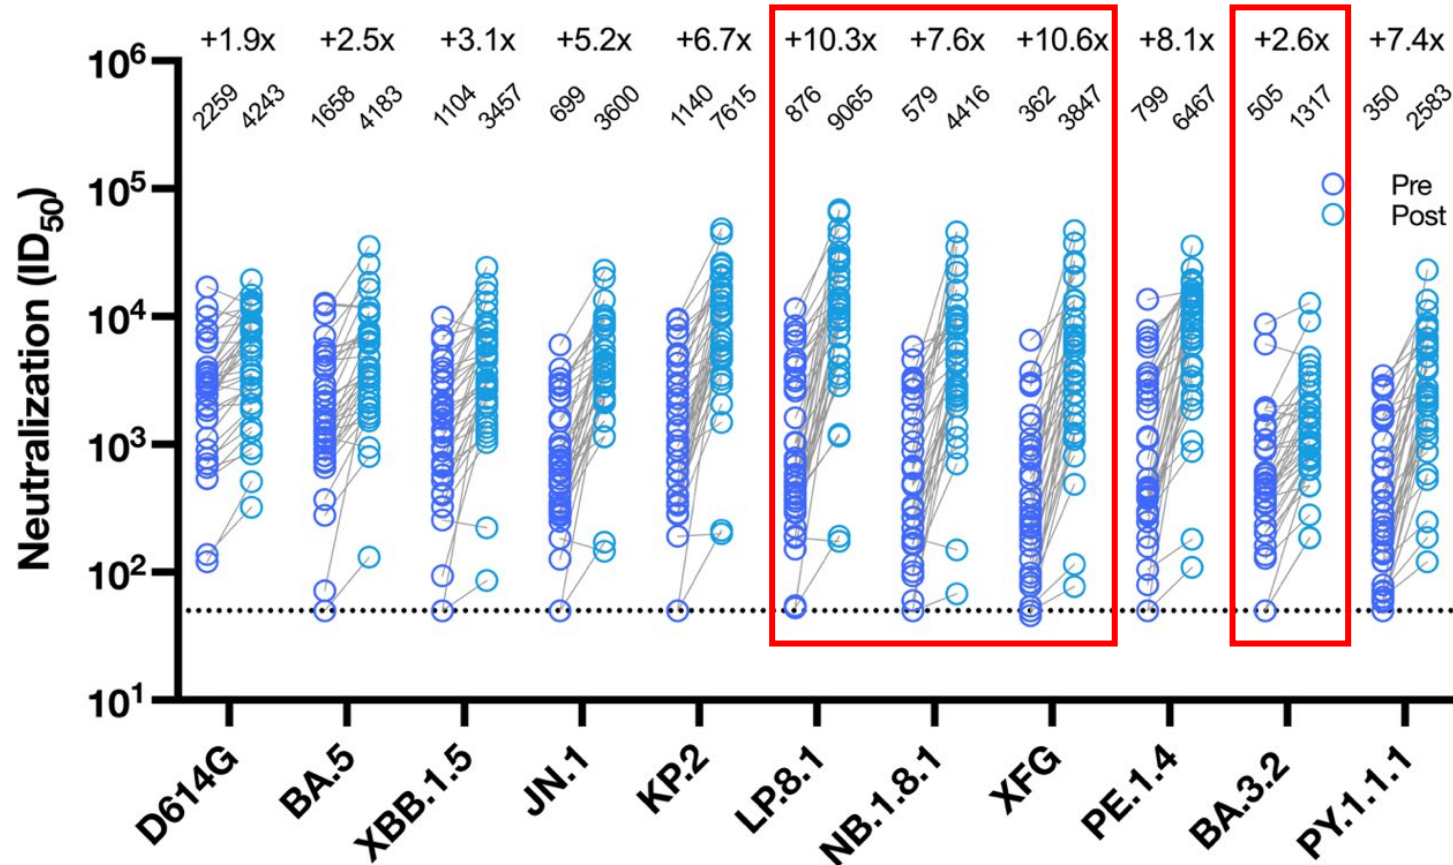 +1.9x +2.5x +3.1x +5.2x +6.7x +10.3x +7.6x +10.6x +8.1x +2.6x +7.4x
2259 4243 1658 4183 1104 3457 699 3600 1140 7615 876 9065 579 4416 362 3847 799 6467 505 1317 350 2583
Pre
Post
Neutralization (ID50)
10⁶
10⁵
10⁴
10³
10²
10¹
D614G BA.5 XBB.1.5 JN.1 KP.2 LP.8.1 NB.1.8.1 XFG PE.1.4 BA.3.2 PY.1.1.1